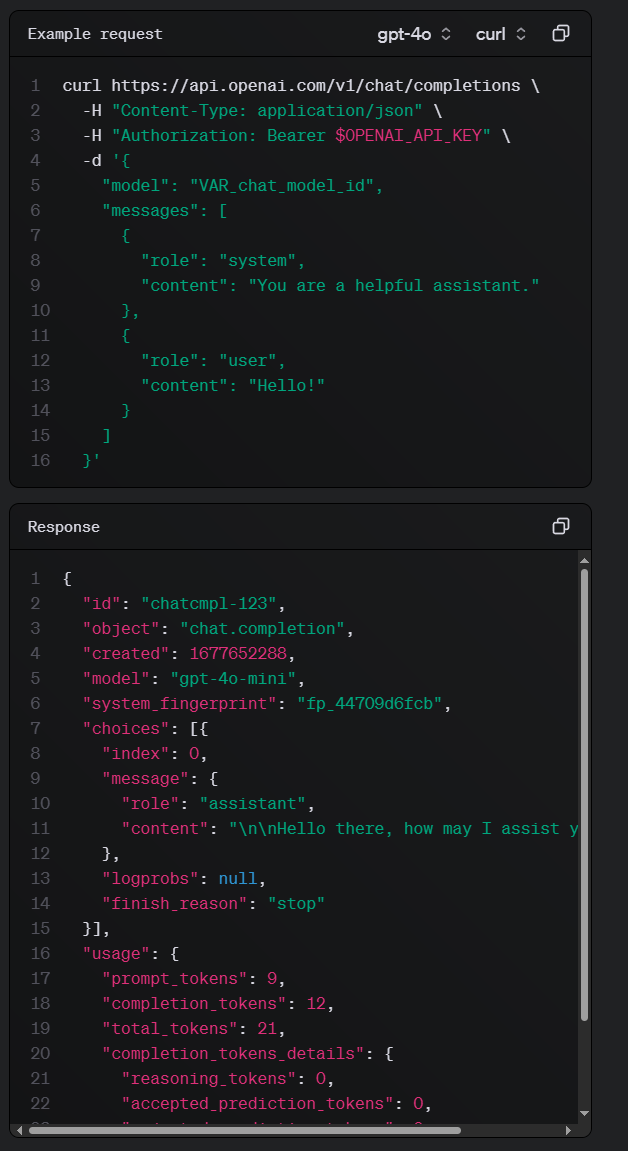 Example request gpt-4o curl
1 curl https://api.openai.com/v1/chat/completions \
2   -H "Content-Type: application/json" \
3   -H "Authorization: Bearer $OPENAI_API_KEY" \
4   -d '{
5     "model": "VAR_chat_model_id",
6     "messages": [
7       {
8         "role": "system",
9         "content": "You are a helpful assistant."
10       },
11       {
12         "role": "user",
13         "content": "Hello!"
14       }
15     ]
16   }'
Response
1 {
2   "id": "chatcmpl-123",
3   "object": "chat.completion",
4   "created": 1677652288,
5   "model": "gpt-4o-mini",
6   "system_fingerprint": "fp_44709d6fcb",
7   "choices": [{
8     "index": 0,
9     "message": {
10       "role": "assistant",
11       "content": "\n\nHello there, how may I assist y
12     },
13     "logprobs": null,
14     "finish_reason": "stop"
15   }],
16   "usage": {
17     "prompt_tokens": 9,
18     "completion_tokens": 12,
19     "total_tokens": 21,
20     "completion_tokens_details": {
21       "reasoning_tokens": 0,
22       "accepted_prediction_tokens": 0,